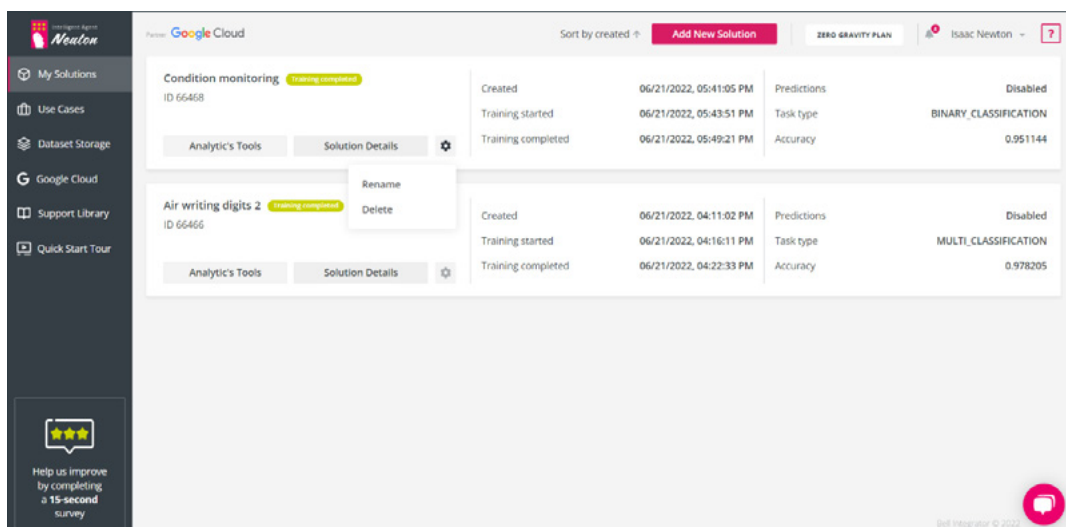 Intelligent Agent
Neuton
My Solutions
Use Cases
Dataset Storage
Google Cloud
Support Library
Quick Start Tour
Help us improve
by completing
a 15-second
survey
Partner Google Cloud
Sort by created ↑
Add New Solution
ZERO GRAVITY PLAN
Isaac Newton
?
Condition monitoring Training completed
ID 66468
Analytic's Tools Solution Details
Rename
Delete
Created 06/21/2022, 05:41:05 PM
Training started 06/21/2022, 05:43:51 PM
Training completed 06/21/2022, 05:49:21 PM
Predictions Disabled
Task type BINARY_CLASSIFICATION
Accuracy 0.951144
Air writing digits 2 Training completed
ID 66466
Analytic's Tools Solution Details
Created 06/21/2022, 04:11:02 PM
Training started 06/21/2022, 04:16:11 PM
Training completed 06/21/2022, 04:22:33 PM
Predictions Disabled
Task type MULTI_CLASSIFICATION
Accuracy 0.978205
Bell Integrator © 2022